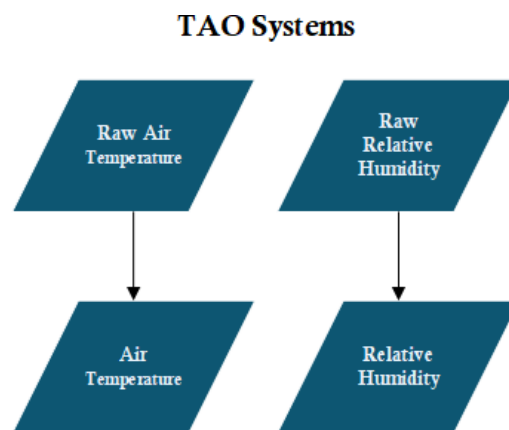 TAO Systems
Raw Air
Temperature
Raw
Relative
Humidity
Air
Temperature
Relative
Humidity